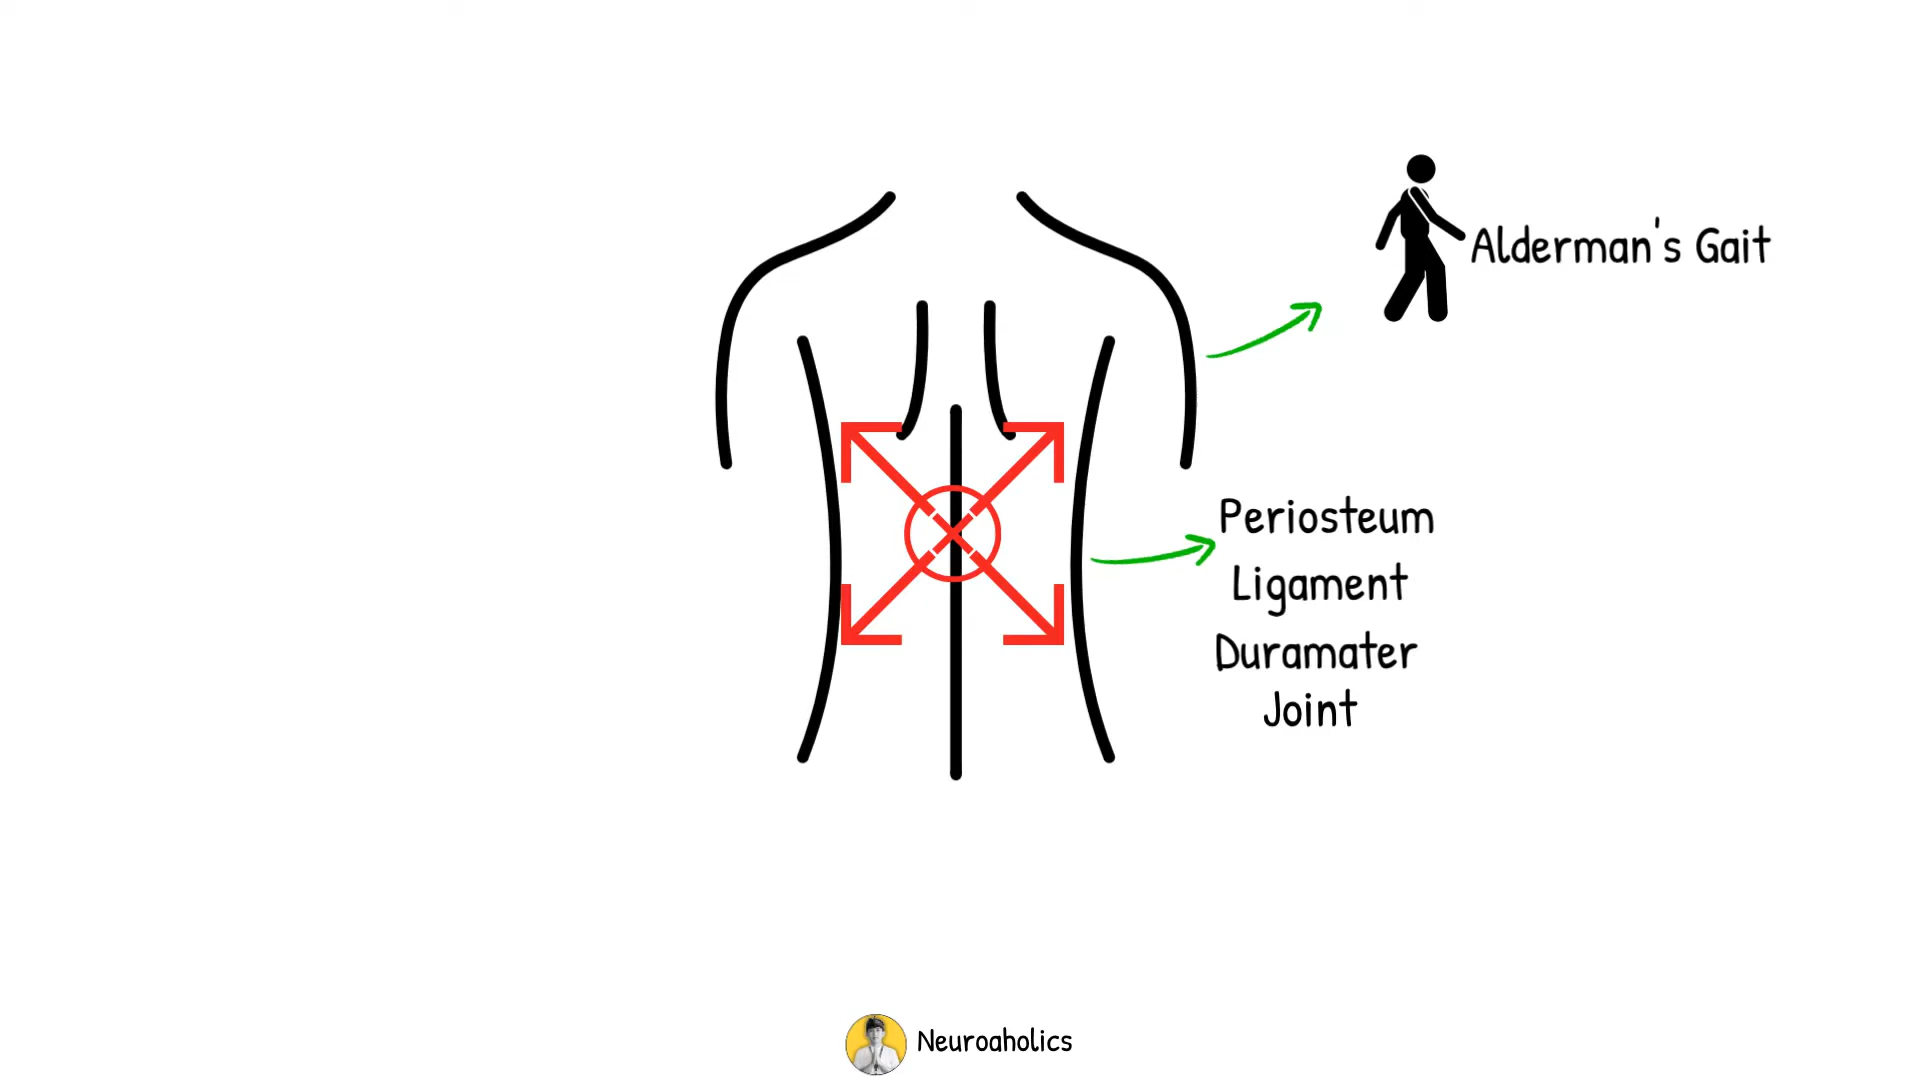 Alderman's Gait
Periosteum
Ligament
Duramater
Joint
Neuroaholics